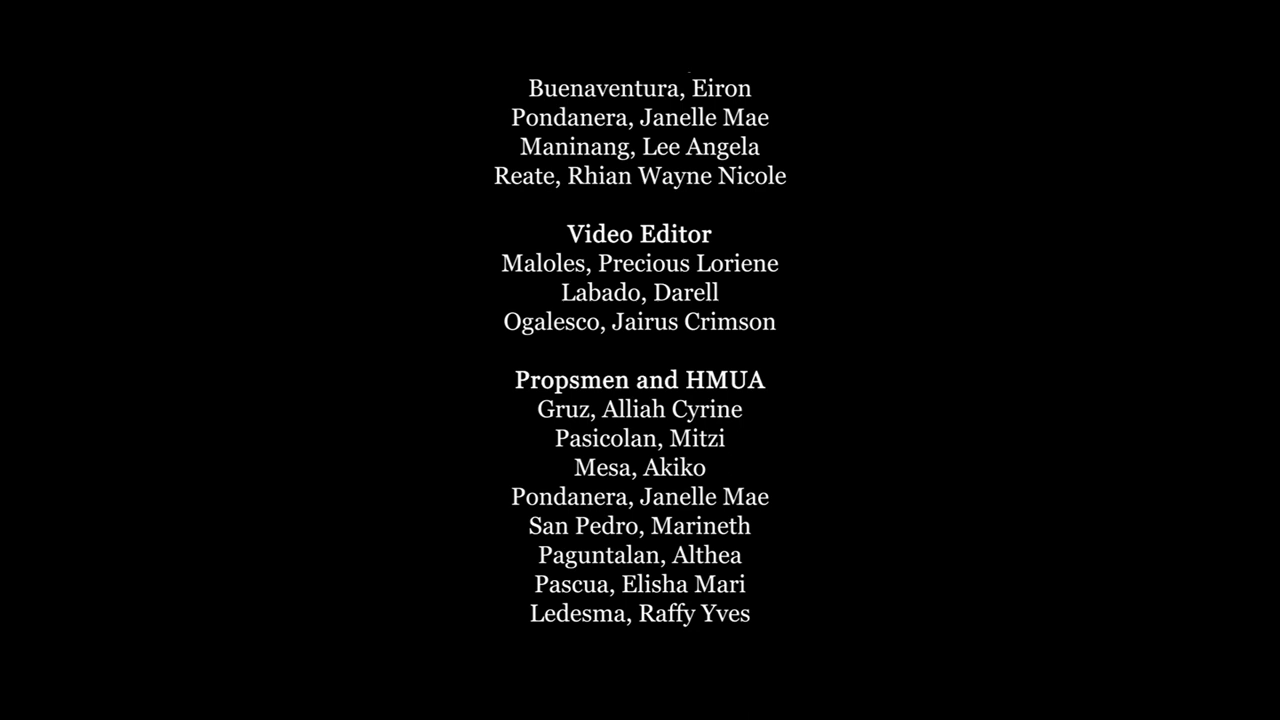 Buenaventura, Eiron
Pondanera, Janelle Mae
Maninang, Lee Angela
Reate, Rhian Wayne Nicole
Video Editor
Maloles, Precious Loriene
Labado, Darell
Ogalesco, Jairus Crimson
Propsmen and HMUA
Gruz, Alliah Cyrine
Pasicolan, Mitzi
Mesa, Akiko
Pondanera, Janelle Mae
San Pedro, Marineth
Paguntalan, Althea
Pascua, Elisha Mari
Ledesma, Raffy Yves